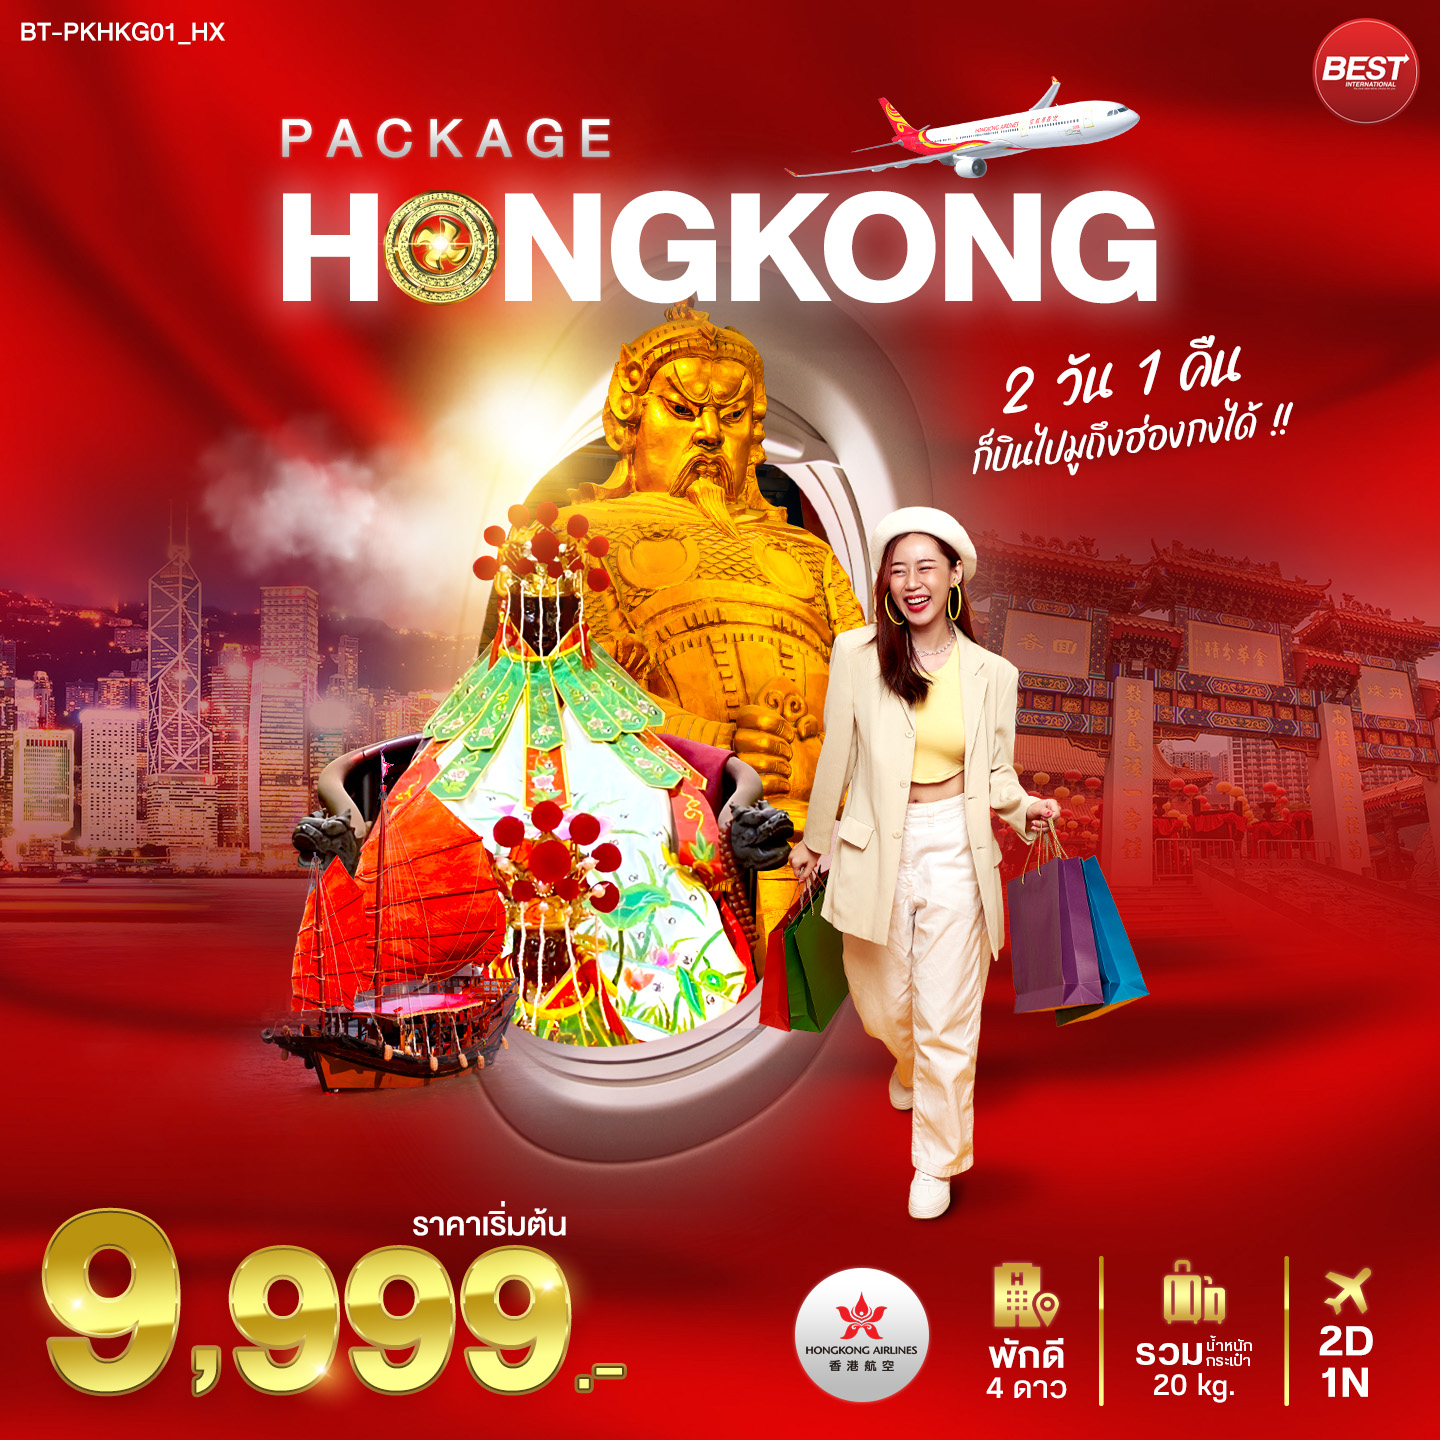 BT-PKHKG01_HX
BEST
INTERNATIONAL
PACKAGE
HONGKONG
HONGKONG AIRLINES
2 วัน 1 คืน
ก็บินไปมูถึงฮ่องกงได้ !!
ราคาเริ่มต้น
9,999.-
HONGKONG AIRLINES
香港航空
H
พักดี
4 ดาว
รวม น้ำหนักกระเป๋า
20 kg.
2D
1N